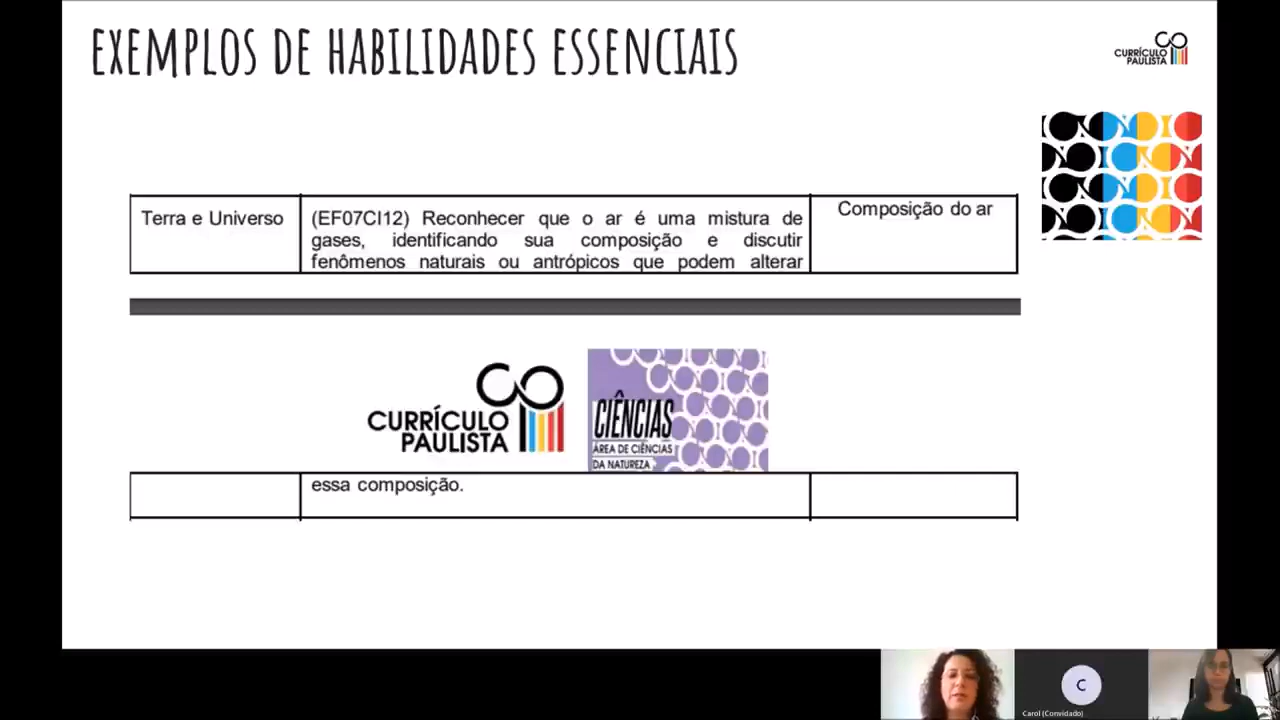 EXEMPLOS DE HABILIDADES ESSENCIAIS
CURRÍCULO
PAULISTA
Terra e Universo
(EF07CI12) Reconhecer que o ar é uma mistura de
gases, identificando sua composição e discutir
fenômenos naturais ou antrópicos que podem alterar
Composição do ar
CURRÍCULO
PAULISTA
CIÊNCIAS
ÁREA DE CIÊNCIAS
DA NATUREZA
essa composição.
C
Carol (Convidado)